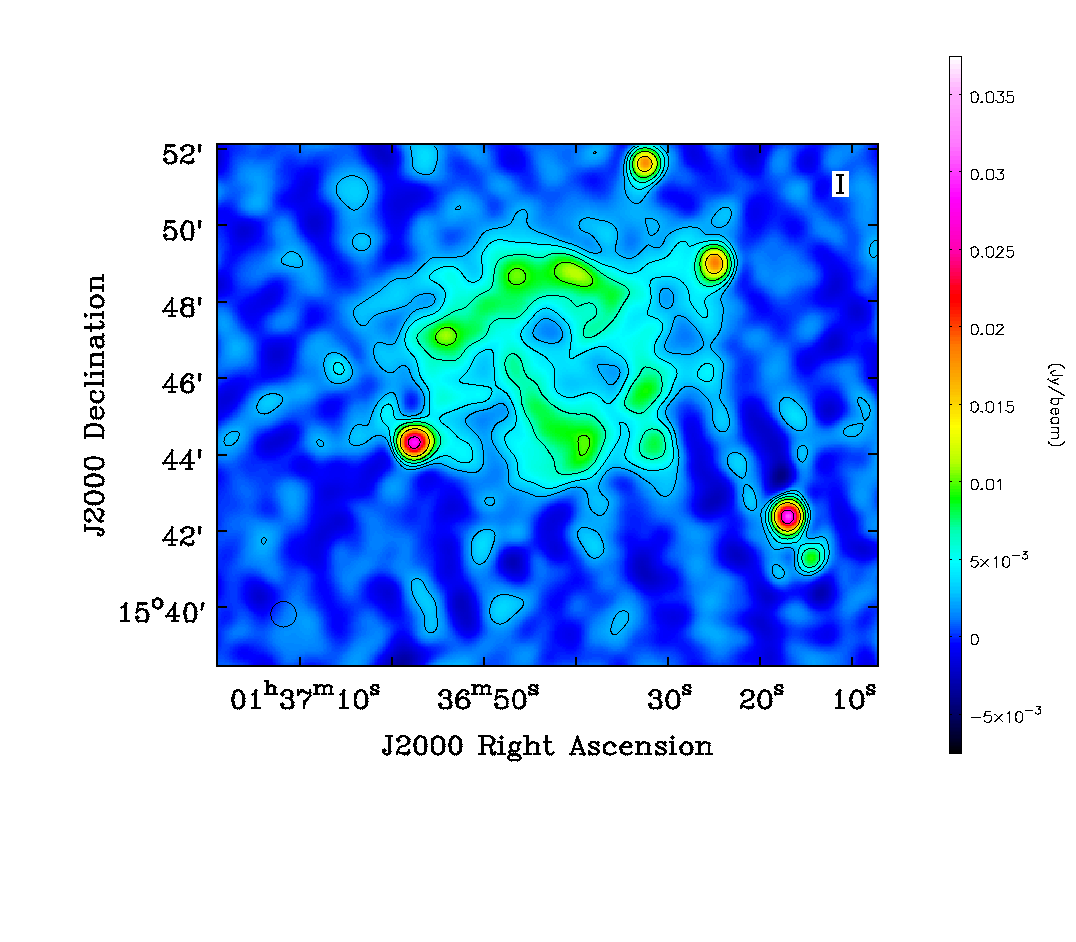 52'
50'
48'
46'
44'
42'
15°40'
J2000 Declination
I
01ʰ37ᵐ10ˢ
36ᵐ50ˢ
30ˢ
20ˢ
10ˢ
J2000 Right Ascension
0.035
0.03
0.025
0.02
0.015
0.01
5×10⁻³
0
−5×10⁻³
(Jy/beam)